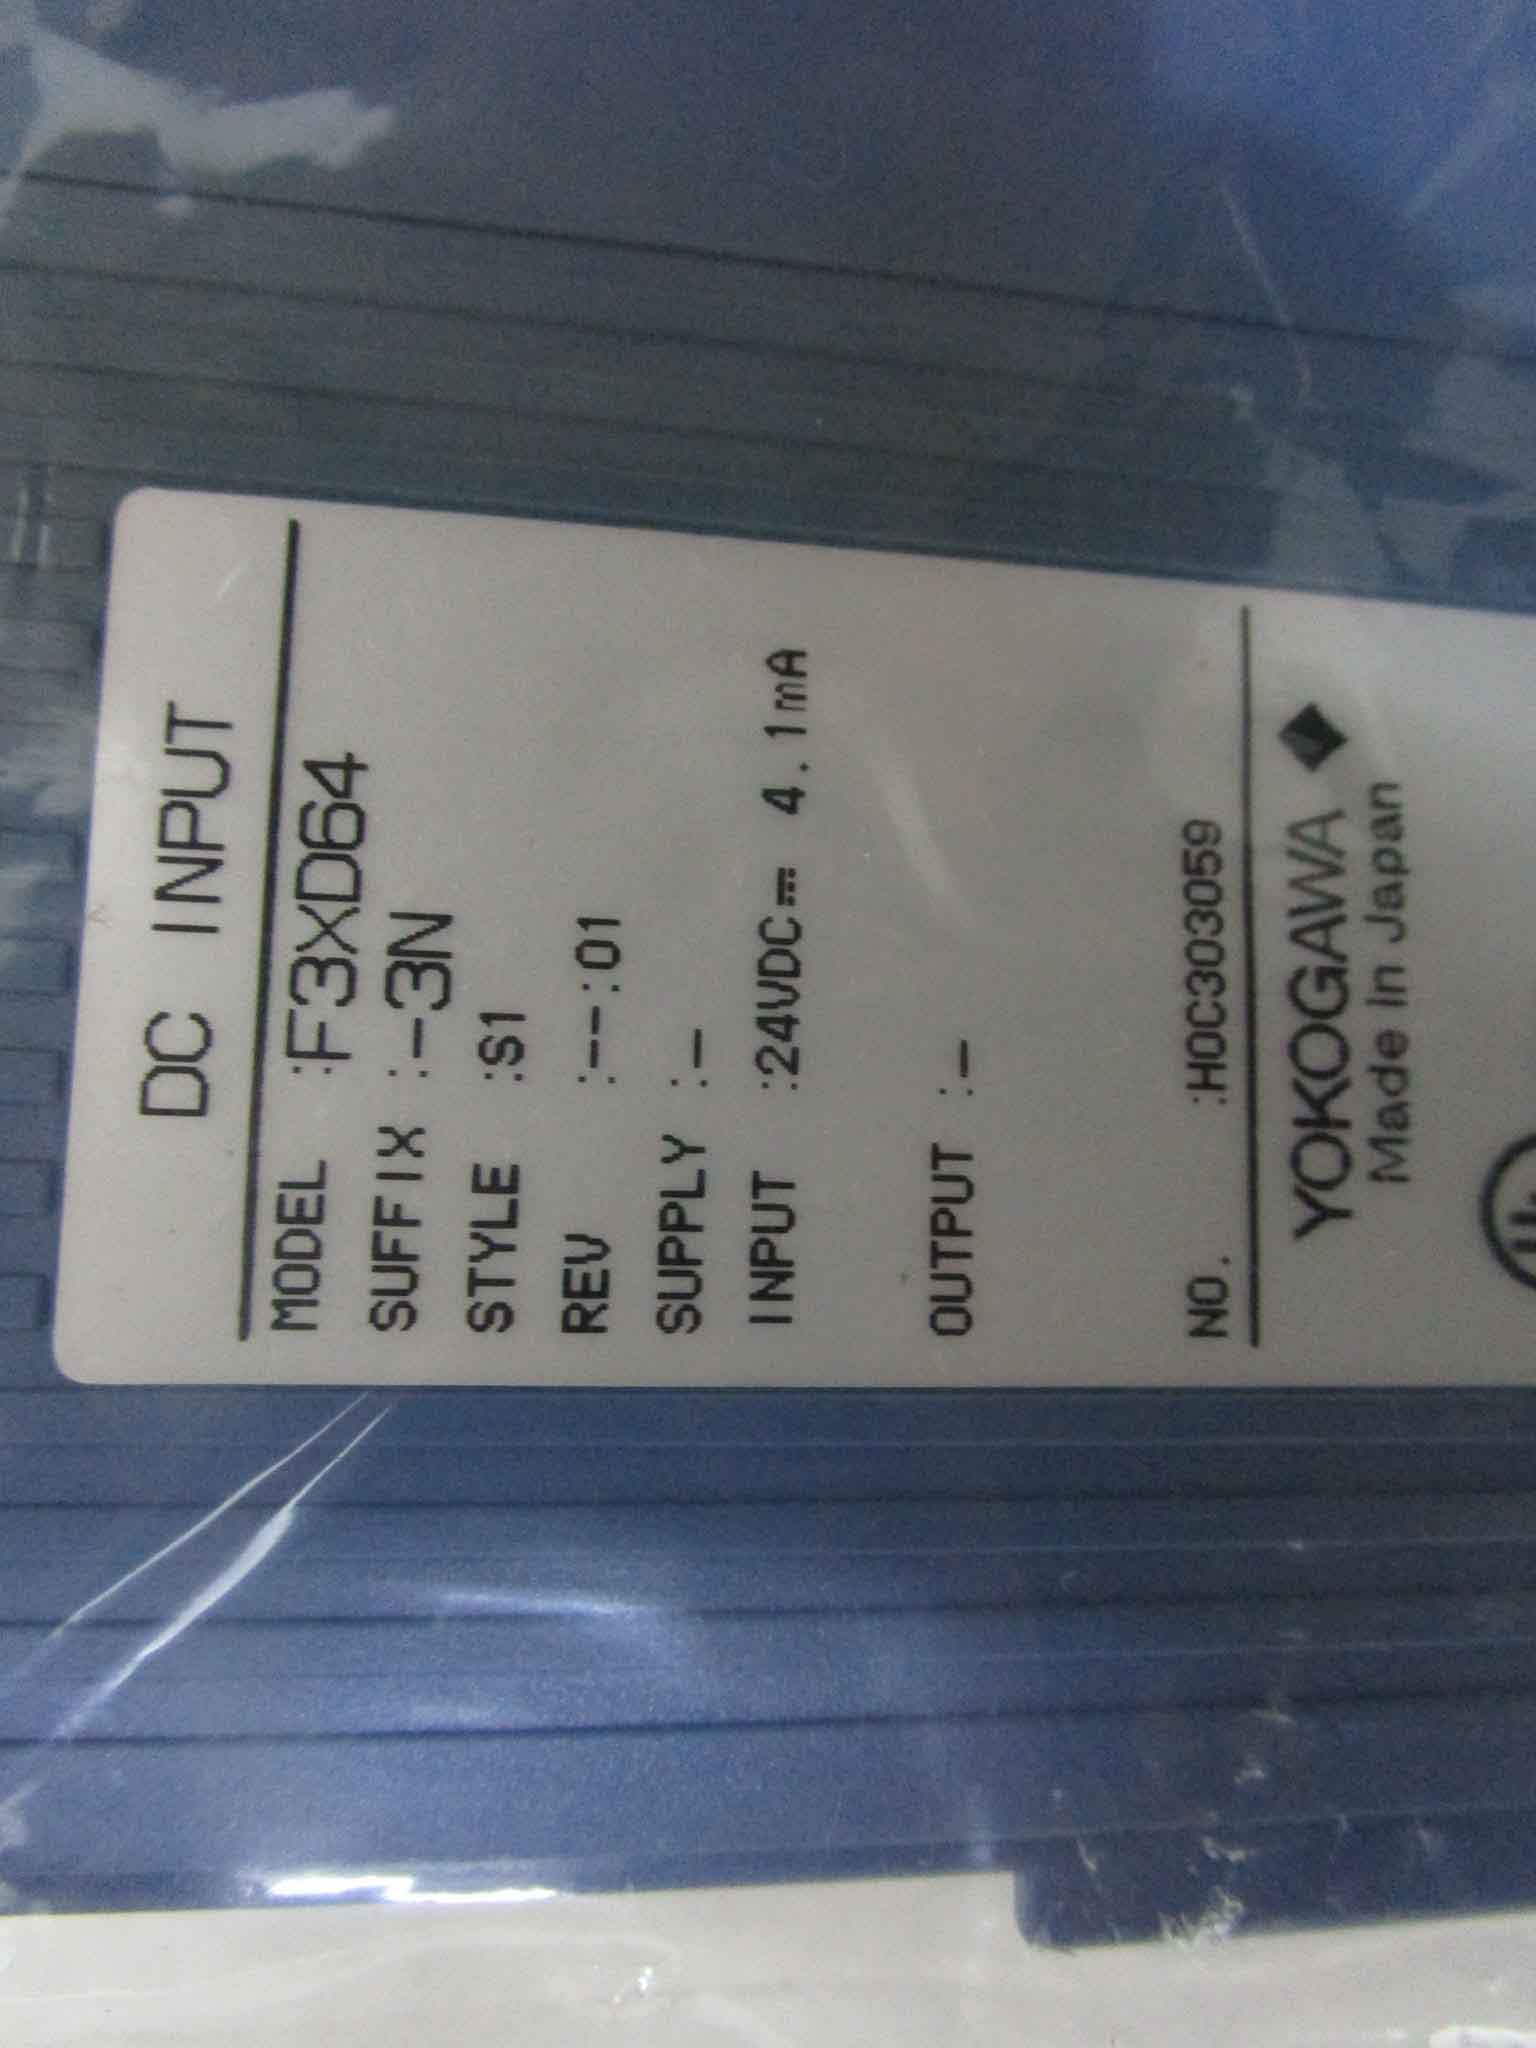 DC INPUT
MODEL :F3XD64
SUFFIX :-3N
STYLE :S1
REV :--:01
SUPPLY :-
INPUT :24VDC⎓ 4.1mA
OUTPUT :-
NO. :H0C303059
YOKOGAWA
Made in Japan